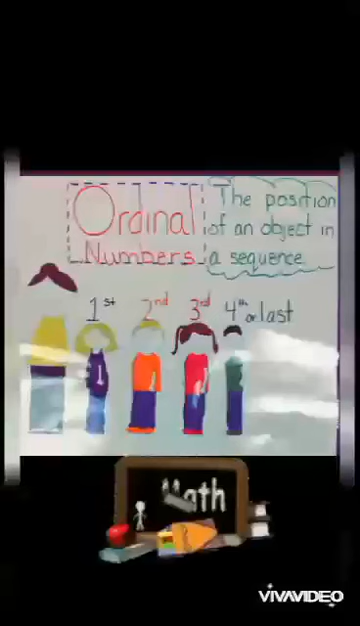 Ordinal
Numbers
The position
of an object in
a sequence
1st 2nd 3rd 4th or last
1
Math
VIVAVIDEO